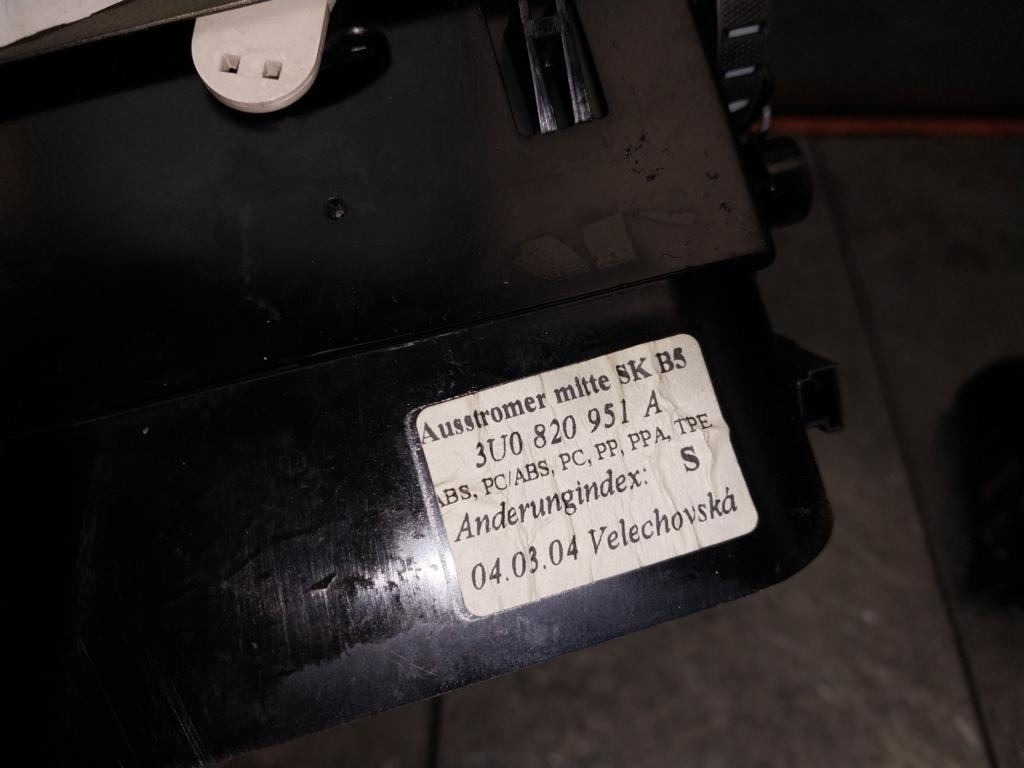 Ausstromer mitte SK B5
3U0 820 951 A
ABS, PC/ABS, PC, PP, PPA, TPE
Anderungindex: S
04.03.04 Velechovská